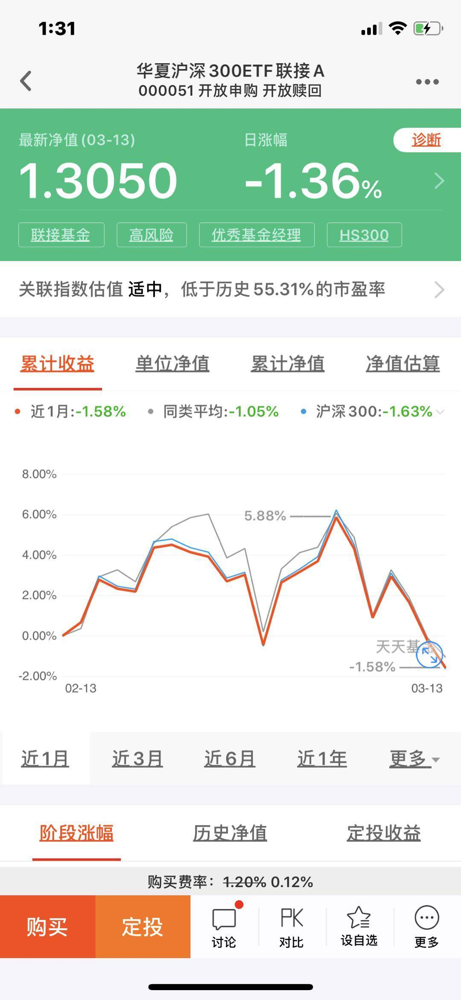 1:31
华夏沪深300ETF联接A
000051 开放申购 开放赎回
最新净值(03-13)
日涨幅
诊断
1.3050
-1.36%
联接基金
高风险
优秀基金经理
HS300
关联指数估值 适中，低于历史55.31%的市盈率
累计收益
单位净值
累计净值
净值估算
近1月:-1.58%
同类平均:-1.05%
沪深300:-1.63%
8.00%
6.00%
5.88%
4.00%
2.00%
0.00%
天天基金
-1.58%
-2.00%
02-13
03-13
近1月
近3月
近6月
近1年
更多
阶段涨幅
历史净值
定投收益
购买费率：1.20% 0.12%
购买
定投
讨论
PK
对比
设自选
更多